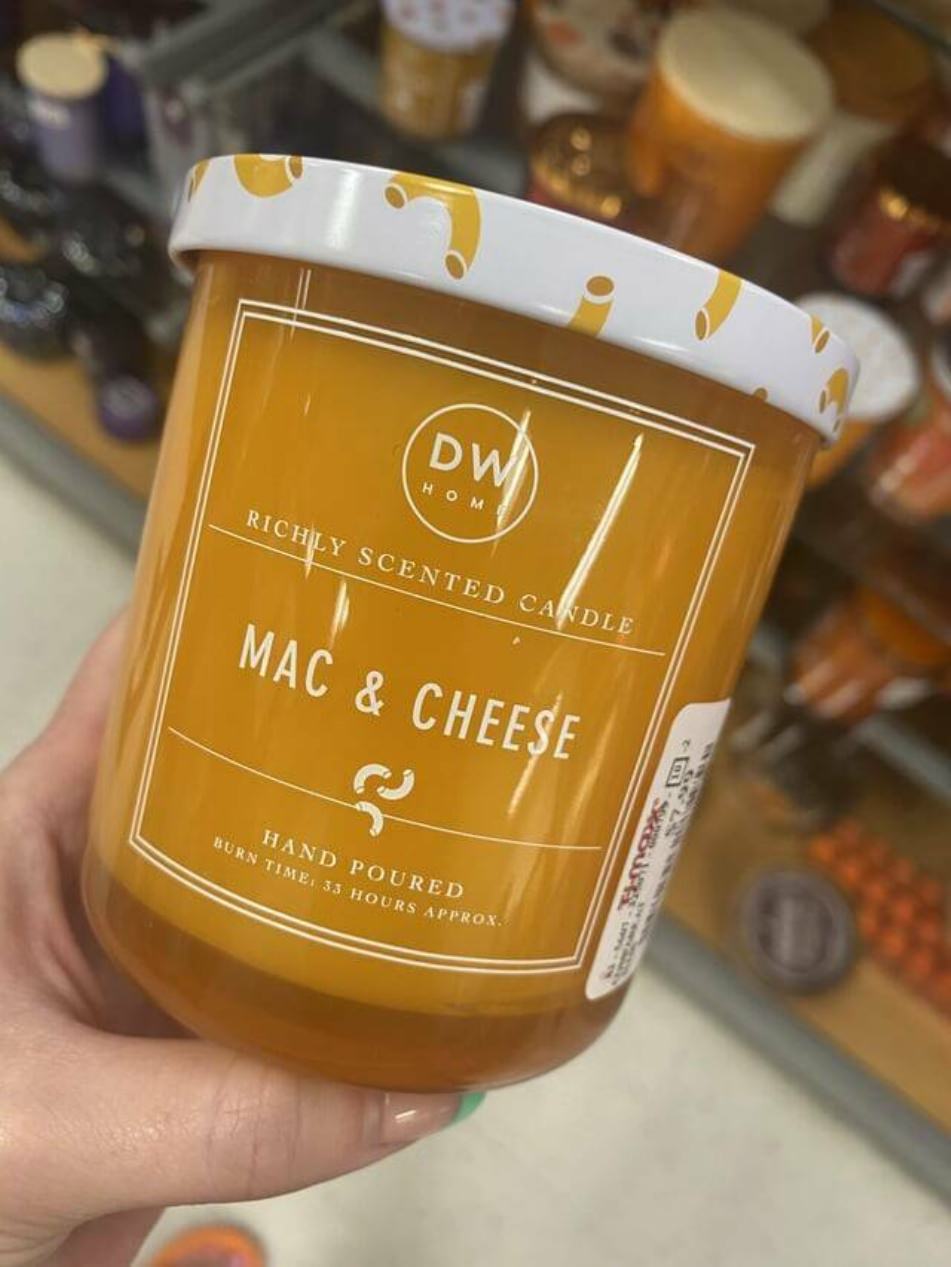 DW
HOME
RICHLY SCENTED CANDLE
MAC & CHEESE
HAND POURED
BURN TIME: 33 HOURS APPROX.